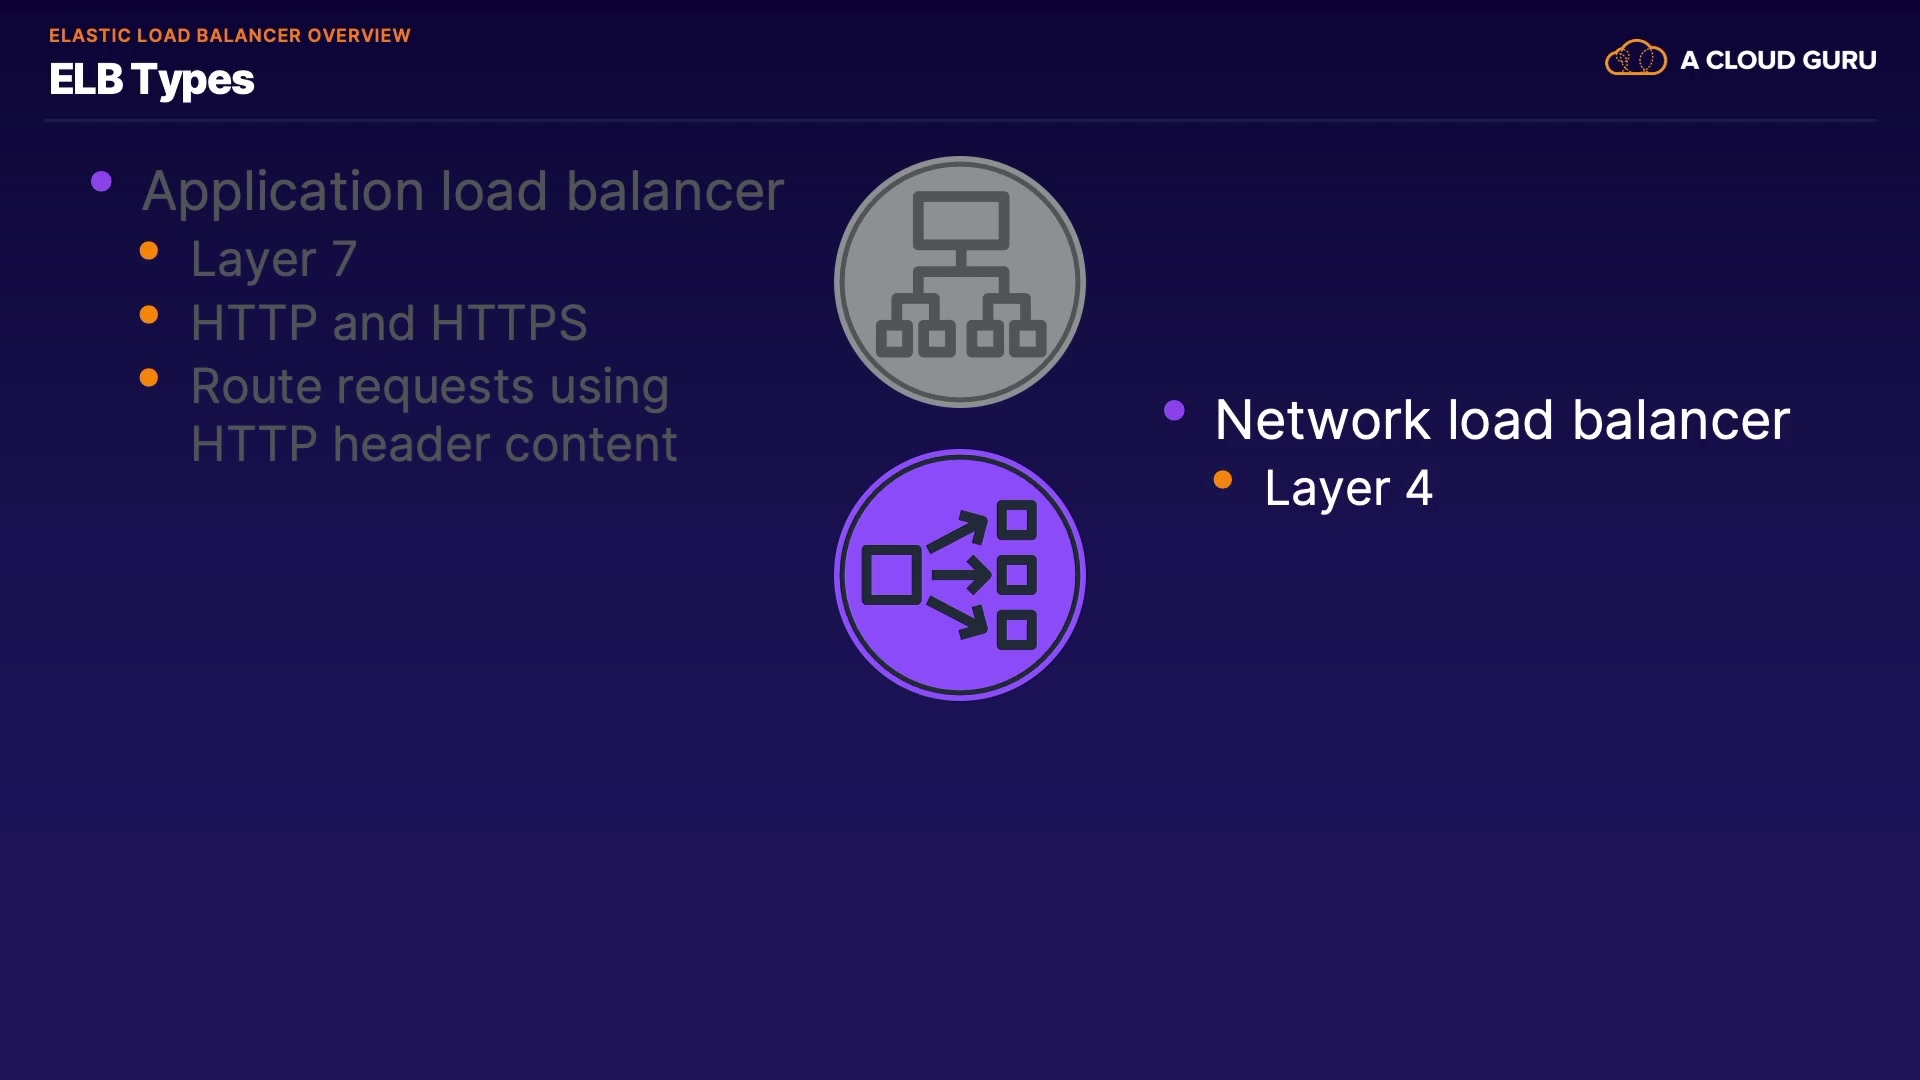 ELASTIC LOAD BALANCER OVERVIEW
ELB Types
A CLOUD GURU
Application load balancer
Layer 7
HTTP and HTTPS
Route requests using
HTTP header content
Network load balancer
Layer 4